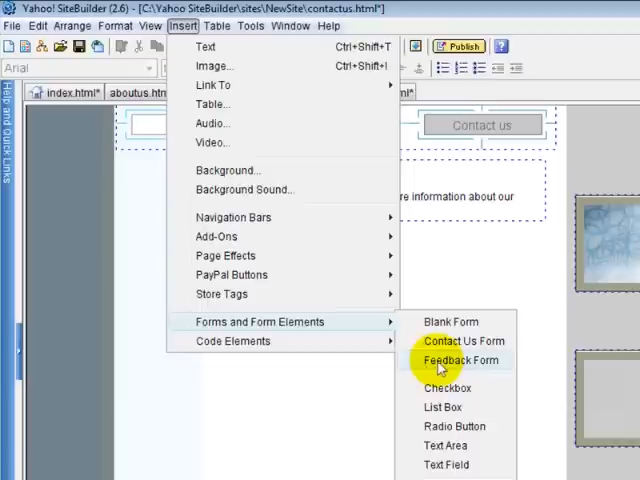 Yahoo! SiteBuilder (2.6) - [C:\Yahoo SiteBuilder\sites\NewSite\contactus.html*]
File Edit Arrange Format View Insert Table Tools Window Help
Publish
Arial
index.html* aboutus.htm ml*
Help and Quick Links
Text Ctrl+Shift+T
Image... Ctrl+Shift+I
Link To
Table...
Audio...
Video...
Background...
Background Sound...
Navigation Bars
Add-Ons
Page Effects
PayPal Buttons
Store Tags
Forms and Form Elements
Code Elements
Blank Form
Contact Us Form
Feedback Form
Checkbox
List Box
Radio Button
Text Area
Text Field
Contact us
re information about our